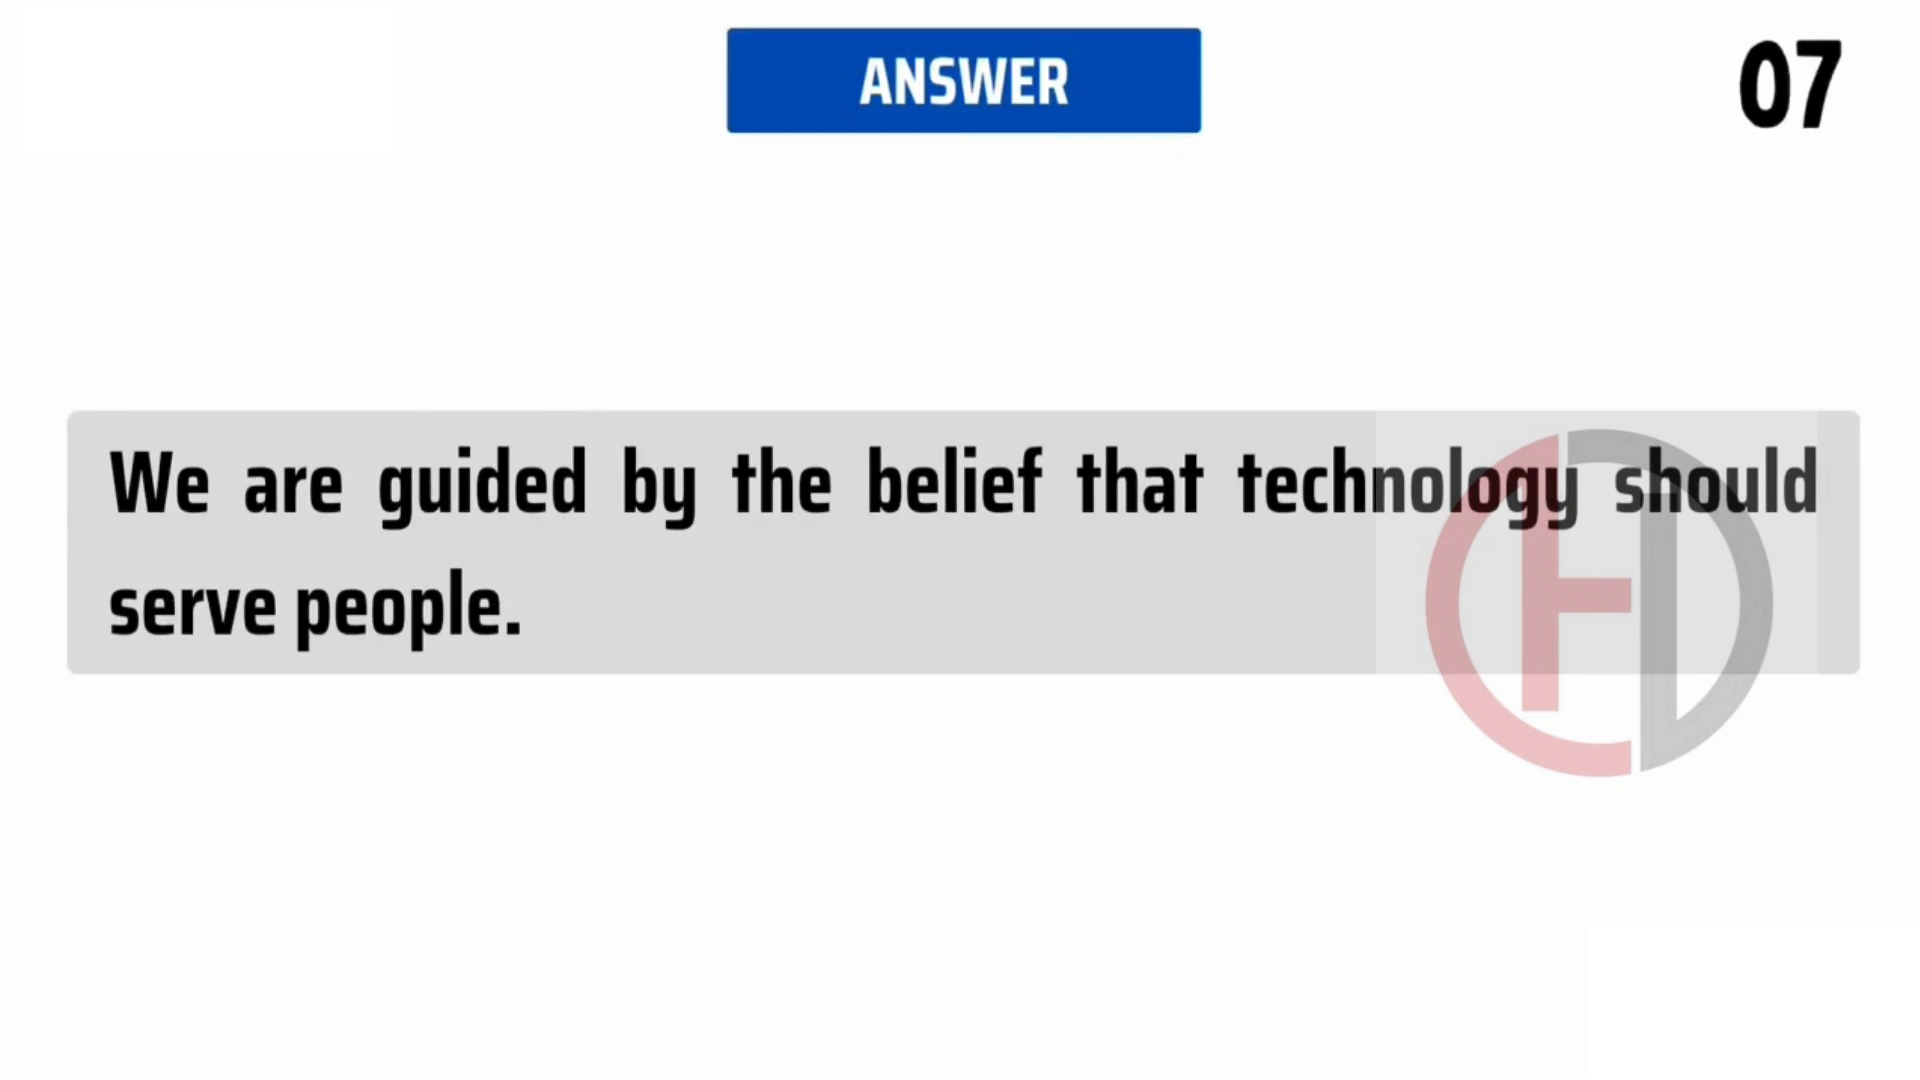 ANSWER
07
We are guided by the belief that technology should
serve people.